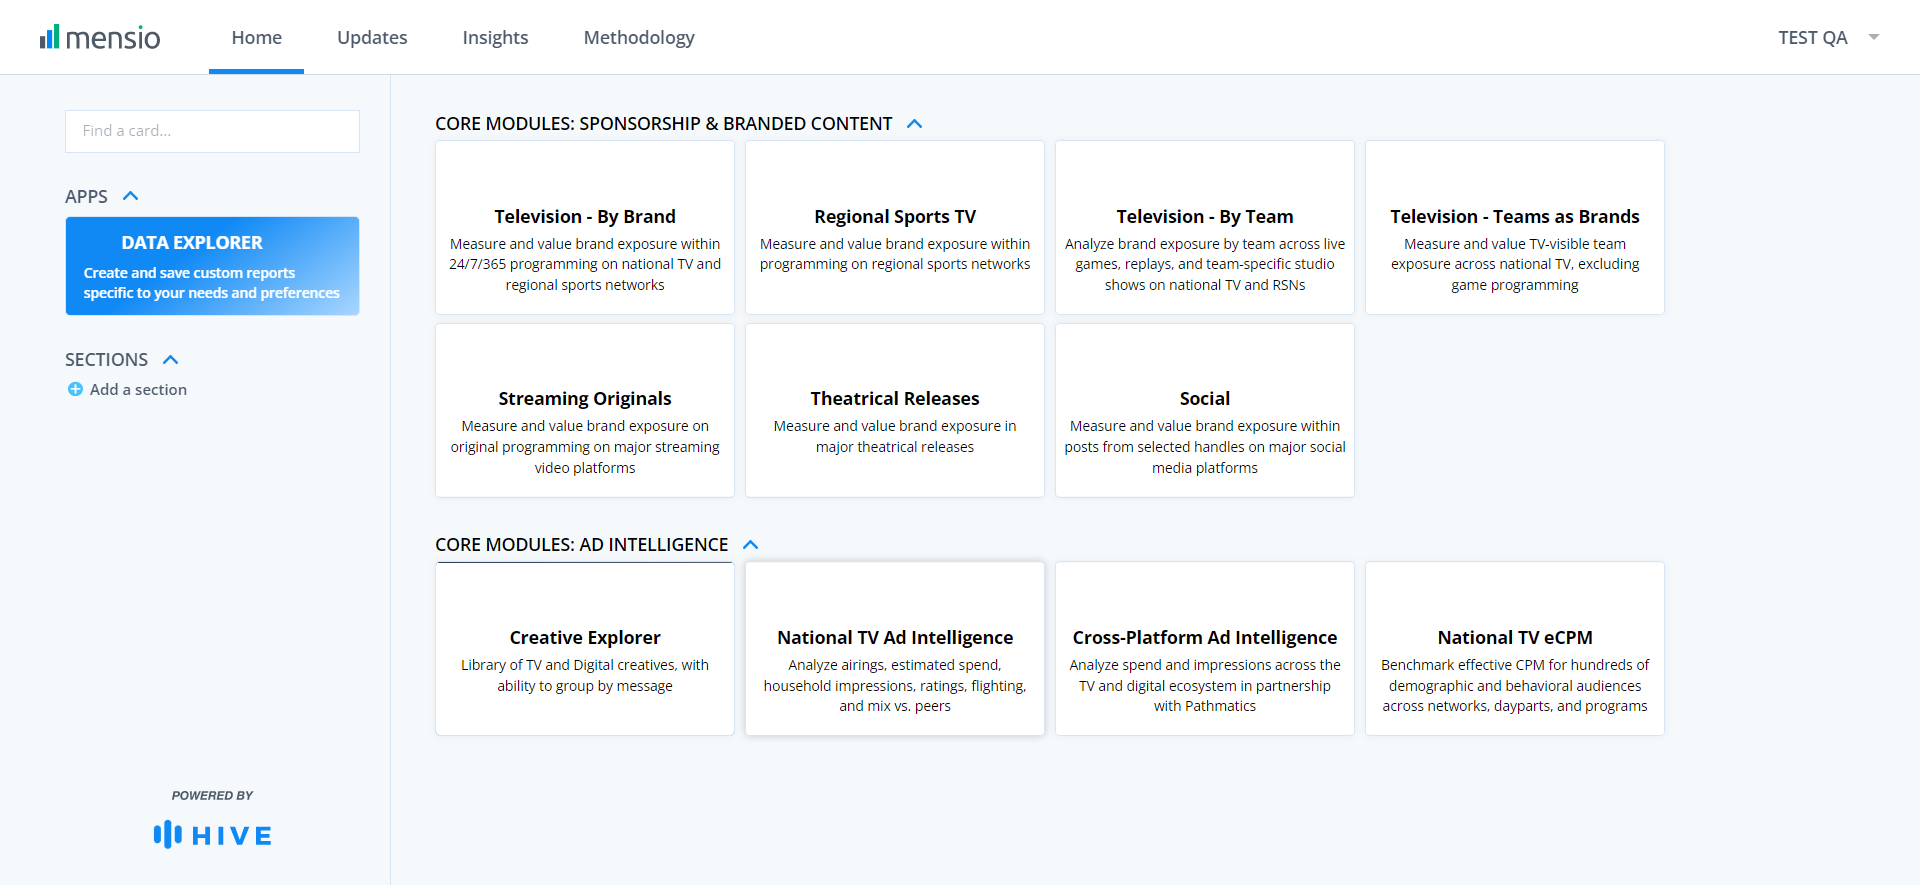 mensio
Home
Updates
Insights
Methodology
TEST QA
Find a card...
APPS
DATA EXPLORER
Create and save custom reports
specific to your needs and preferences
SECTIONS
Add a section
POWERED BY
HIVE
CORE MODULES: SPONSORSHIP & BRANDED CONTENT
Television - By Brand
Measure and value brand exposure within
24/7/365 programming on national TV and
regional sports networks
Regional Sports TV
Measure and value brand exposure within
programming on regional sports networks
Television - By Team
Analyze brand exposure by team across live
games, replays, and team-specific studio
shows on national TV and RSNs
Television - Teams as Brands
Measure and value TV-visible team
exposure across national TV, excluding
game programming
Streaming Originals
Measure and value brand exposure on
original programming on major streaming
video platforms
Theatrical Releases
Measure and value brand exposure in
major theatrical releases
Social
Measure and value brand exposure within
posts from selected handles on major social
media platforms
CORE MODULES: AD INTELLIGENCE
Creative Explorer
Library of TV and Digital creatives, with
ability to group by message
National TV Ad Intelligence
Analyze airings, estimated spend,
household impressions, ratings, flighting,
and mix vs. peers
Cross-Platform Ad Intelligence
Analyze spend and impressions across the
TV and digital ecosystem in partnership
with Pathmatics
National TV eCPM
Benchmark effective CPM for hundreds of
demographic and behavioral audiences
across networks, dayparts, and programs